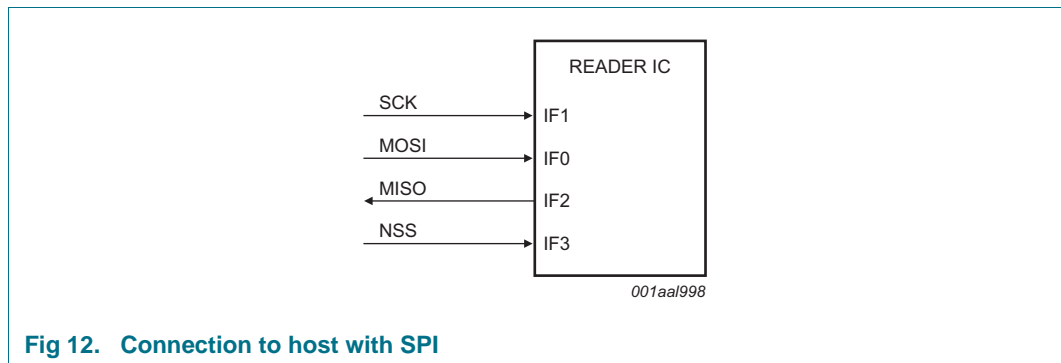 READER IC
SCK
IF1
MOSI
IF0
MISO
IF2
NSS
IF3
001aal998
Fig 12. Connection to host with SPI